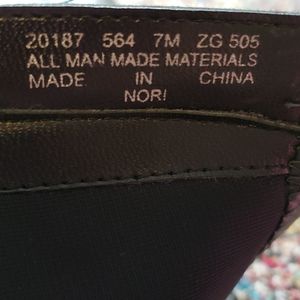 20187 564 7M ZG 505
ALL MAN MADE MATERIALS
MADE IN CHINA
NORI